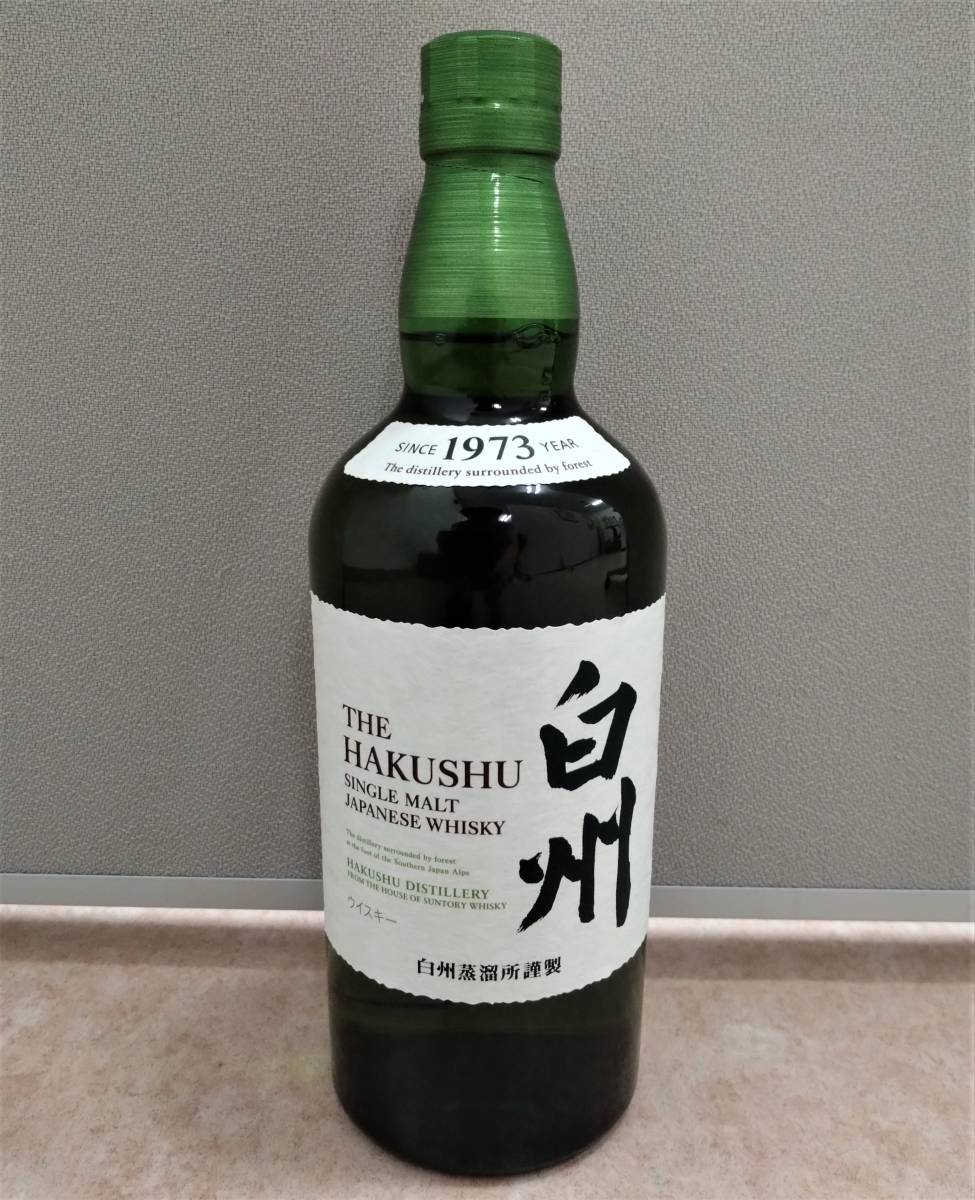 SINCE 1973 YEAR
The distillery surrounded by forest
THE
HAKUSHU
SINGLE MALT
JAPANESE WHISKY
白州
The distillery surrounded by forest
at the foot of the Southern Japan Alps
HAKUSHU DISTILLERY
FROM THE HOUSE OF SUNTORY WHISKY
ウイスキー
白州蒸溜所謹製